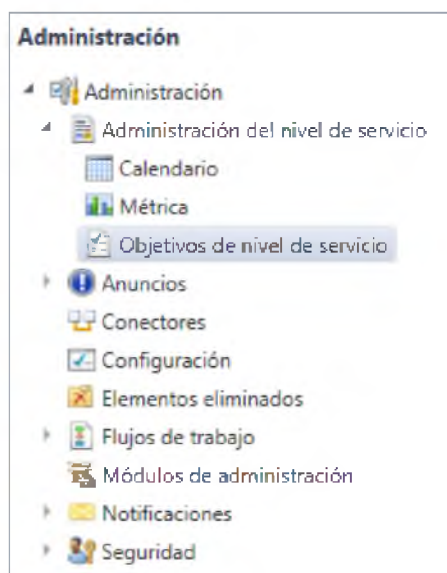 Administración
Administración
Administración del nivel de servicio
Calendario
Métrica
Objetivos de nivel de servicio
Anuncios
Conectores
Configuración
Elementos eliminados
Flujos de trabajo
Módulos de administración
Notificaciones
Seguridad